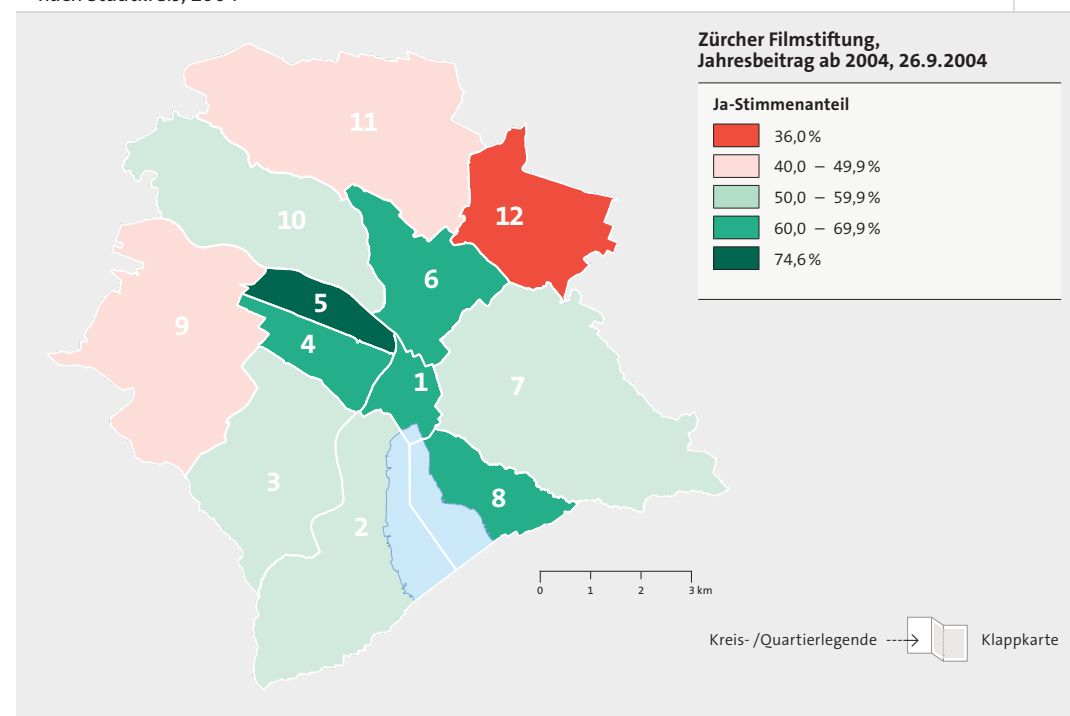 Zürcher Filmstiftung,
Jahresbeitrag ab 2004, 26.9.2004
Ja-Stimmenanteil
36,0 %
40,0 – 49,9 %
50,0 – 59,9 %
60,0 – 69,9 %
74,6 %
11
12
10
6
5
9
4
1
7
3
8
2
0 1 2 3 km
Kreis- /Quartierlegende
Klappkarte